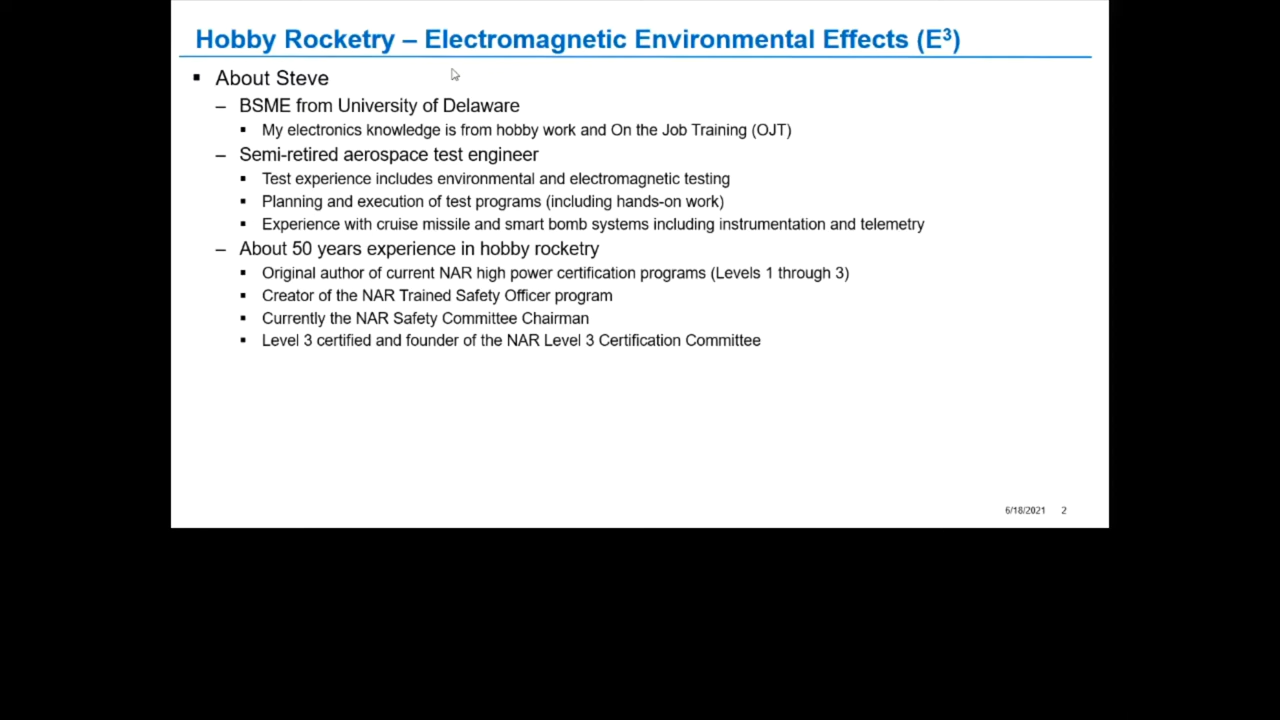 Hobby Rocketry – Electromagnetic Environmental Effects (E³)
▪ About Steve
– BSME from University of Delaware
▪ My electronics knowledge is from hobby work and On the Job Training (OJT)
– Semi-retired aerospace test engineer
▪ Test experience includes environmental and electromagnetic testing
▪ Planning and execution of test programs (including hands-on work)
▪ Experience with cruise missile and smart bomb systems including instrumentation and telemetry
– About 50 years experience in hobby rocketry
▪ Original author of current NAR high power certification programs (Levels 1 through 3)
▪ Creator of the NAR Trained Safety Officer program
▪ Currently the NAR Safety Committee Chairman
▪ Level 3 certified and founder of the NAR Level 3 Certification Committee
6/18/2021 2